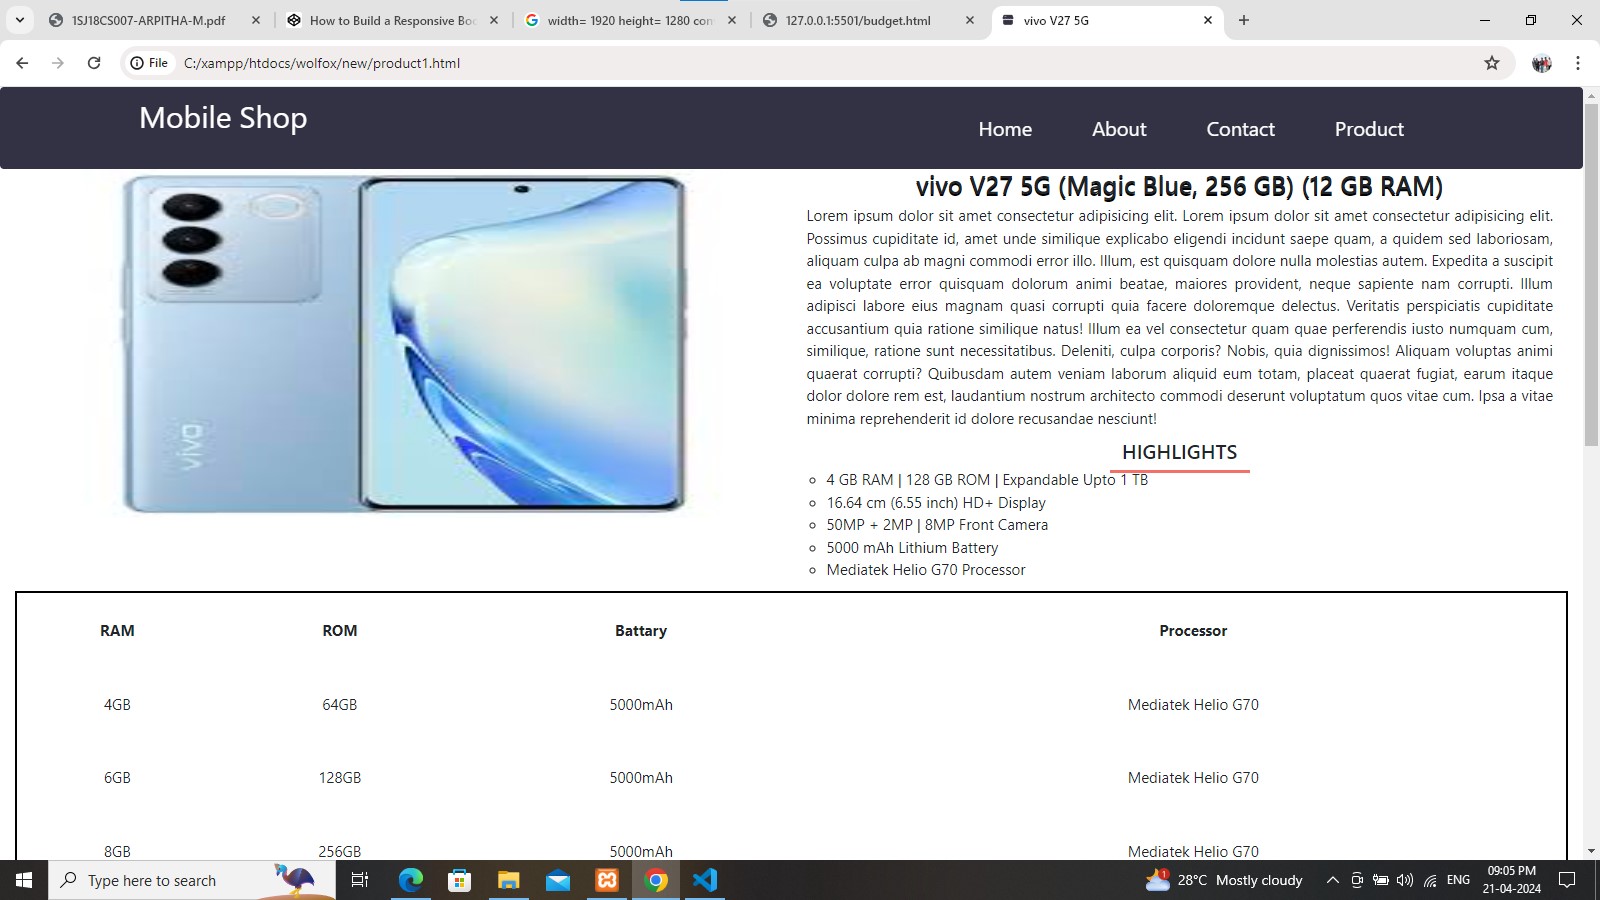 1SJ18CS007-ARPITHA-M.pdf
How to Build a Responsive Boo
width= 1920 height= 1280 con
127.0.0.1:5501/budget.html
vivo V27 5G
File C:/xampp/htdocs/wolfox/new/product1.html
Mobile Shop
Home About Contact Product
vivo
vivo V27 5G (Magic Blue, 256 GB) (12 GB RAM)
Lorem ipsum dolor sit amet consectetur adipisicing elit. Lorem ipsum dolor sit amet consectetur adipisicing elit.
Possimus cupiditate id, amet unde similique explicabo eligendi incidunt saepe quam, a quidem sed laboriosam,
aliquam culpa ab magni commodi error illo. Illum, est quisquam dolore nulla molestias autem. Expedita a suscipit
ea voluptate error quisquam dolorum animi beatae, maiores provident, neque sapiente nam corrupti. Illum
adipisci labore eius magnam quasi corrupti quia facere doloremque delectus. Veritatis perspiciatis cupiditate
accusantium quia ratione similique natus! Illum ea vel consectetur quam quae perferendis iusto numquam cum,
similique, ratione sunt necessitatibus. Deleniti, culpa corporis? Nobis, quia dignissimos! Aliquam voluptas animi
quaerat corrupti? Quibusdam autem veniam laborum aliquid eum totam, placeat quaerat fugiat, earum itaque
dolor dolore rem est, laudantium nostrum architecto commodi deserunt voluptatum quos vitae cum. Ipsa a vitae
minima reprehenderit id dolore recusandae nesciunt!
HIGHLIGHTS
4 GB RAM | 128 GB ROM | Expandable Upto 1 TB
16.64 cm (6.55 inch) HD+ Display
50MP + 2MP | 8MP Front Camera
5000 mAh Lithium Battery
Mediatek Helio G70 Processor
RAM ROM Battary Processor
4GB 64GB 5000mAh Mediatek Helio G70
6GB 128GB 5000mAh Mediatek Helio G70
8GB 256GB 5000mAh Mediatek Helio G70
Type here to search
1
28°C Mostly cloudy
ENG
09:05 PM
21-04-2024